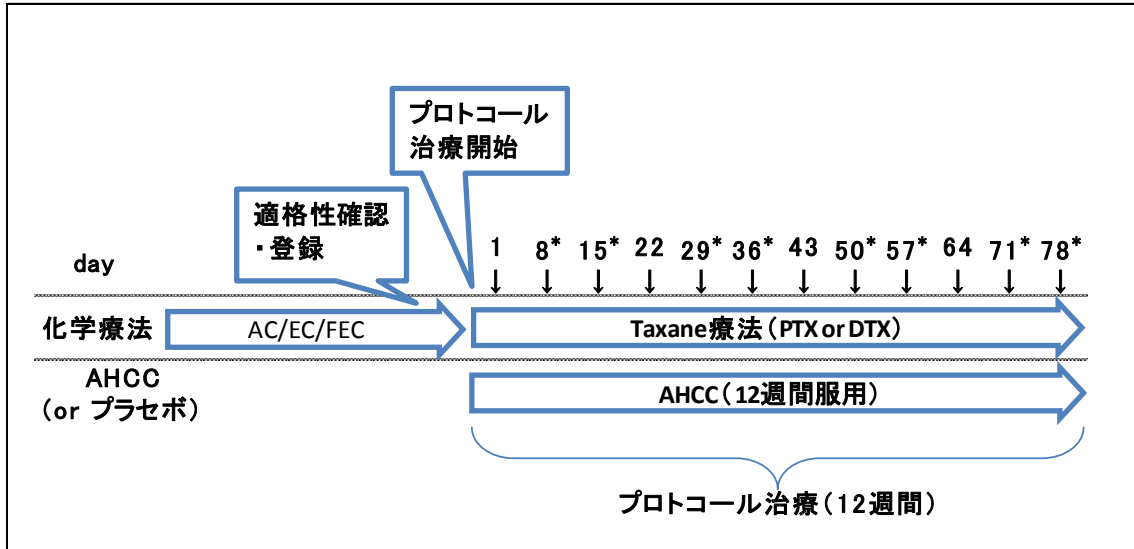 プロトコール
治療開始
適格性確認
・登録
day
1 8* 15* 22 29* 36* 43 50* 57* 64 71* 78*
化学療法
AC/EC/FEC
Taxane療法(PTX or DTX)
AHCC
(or プラセボ)
AHCC(12週間服用)
プロトコール治療(12週間)